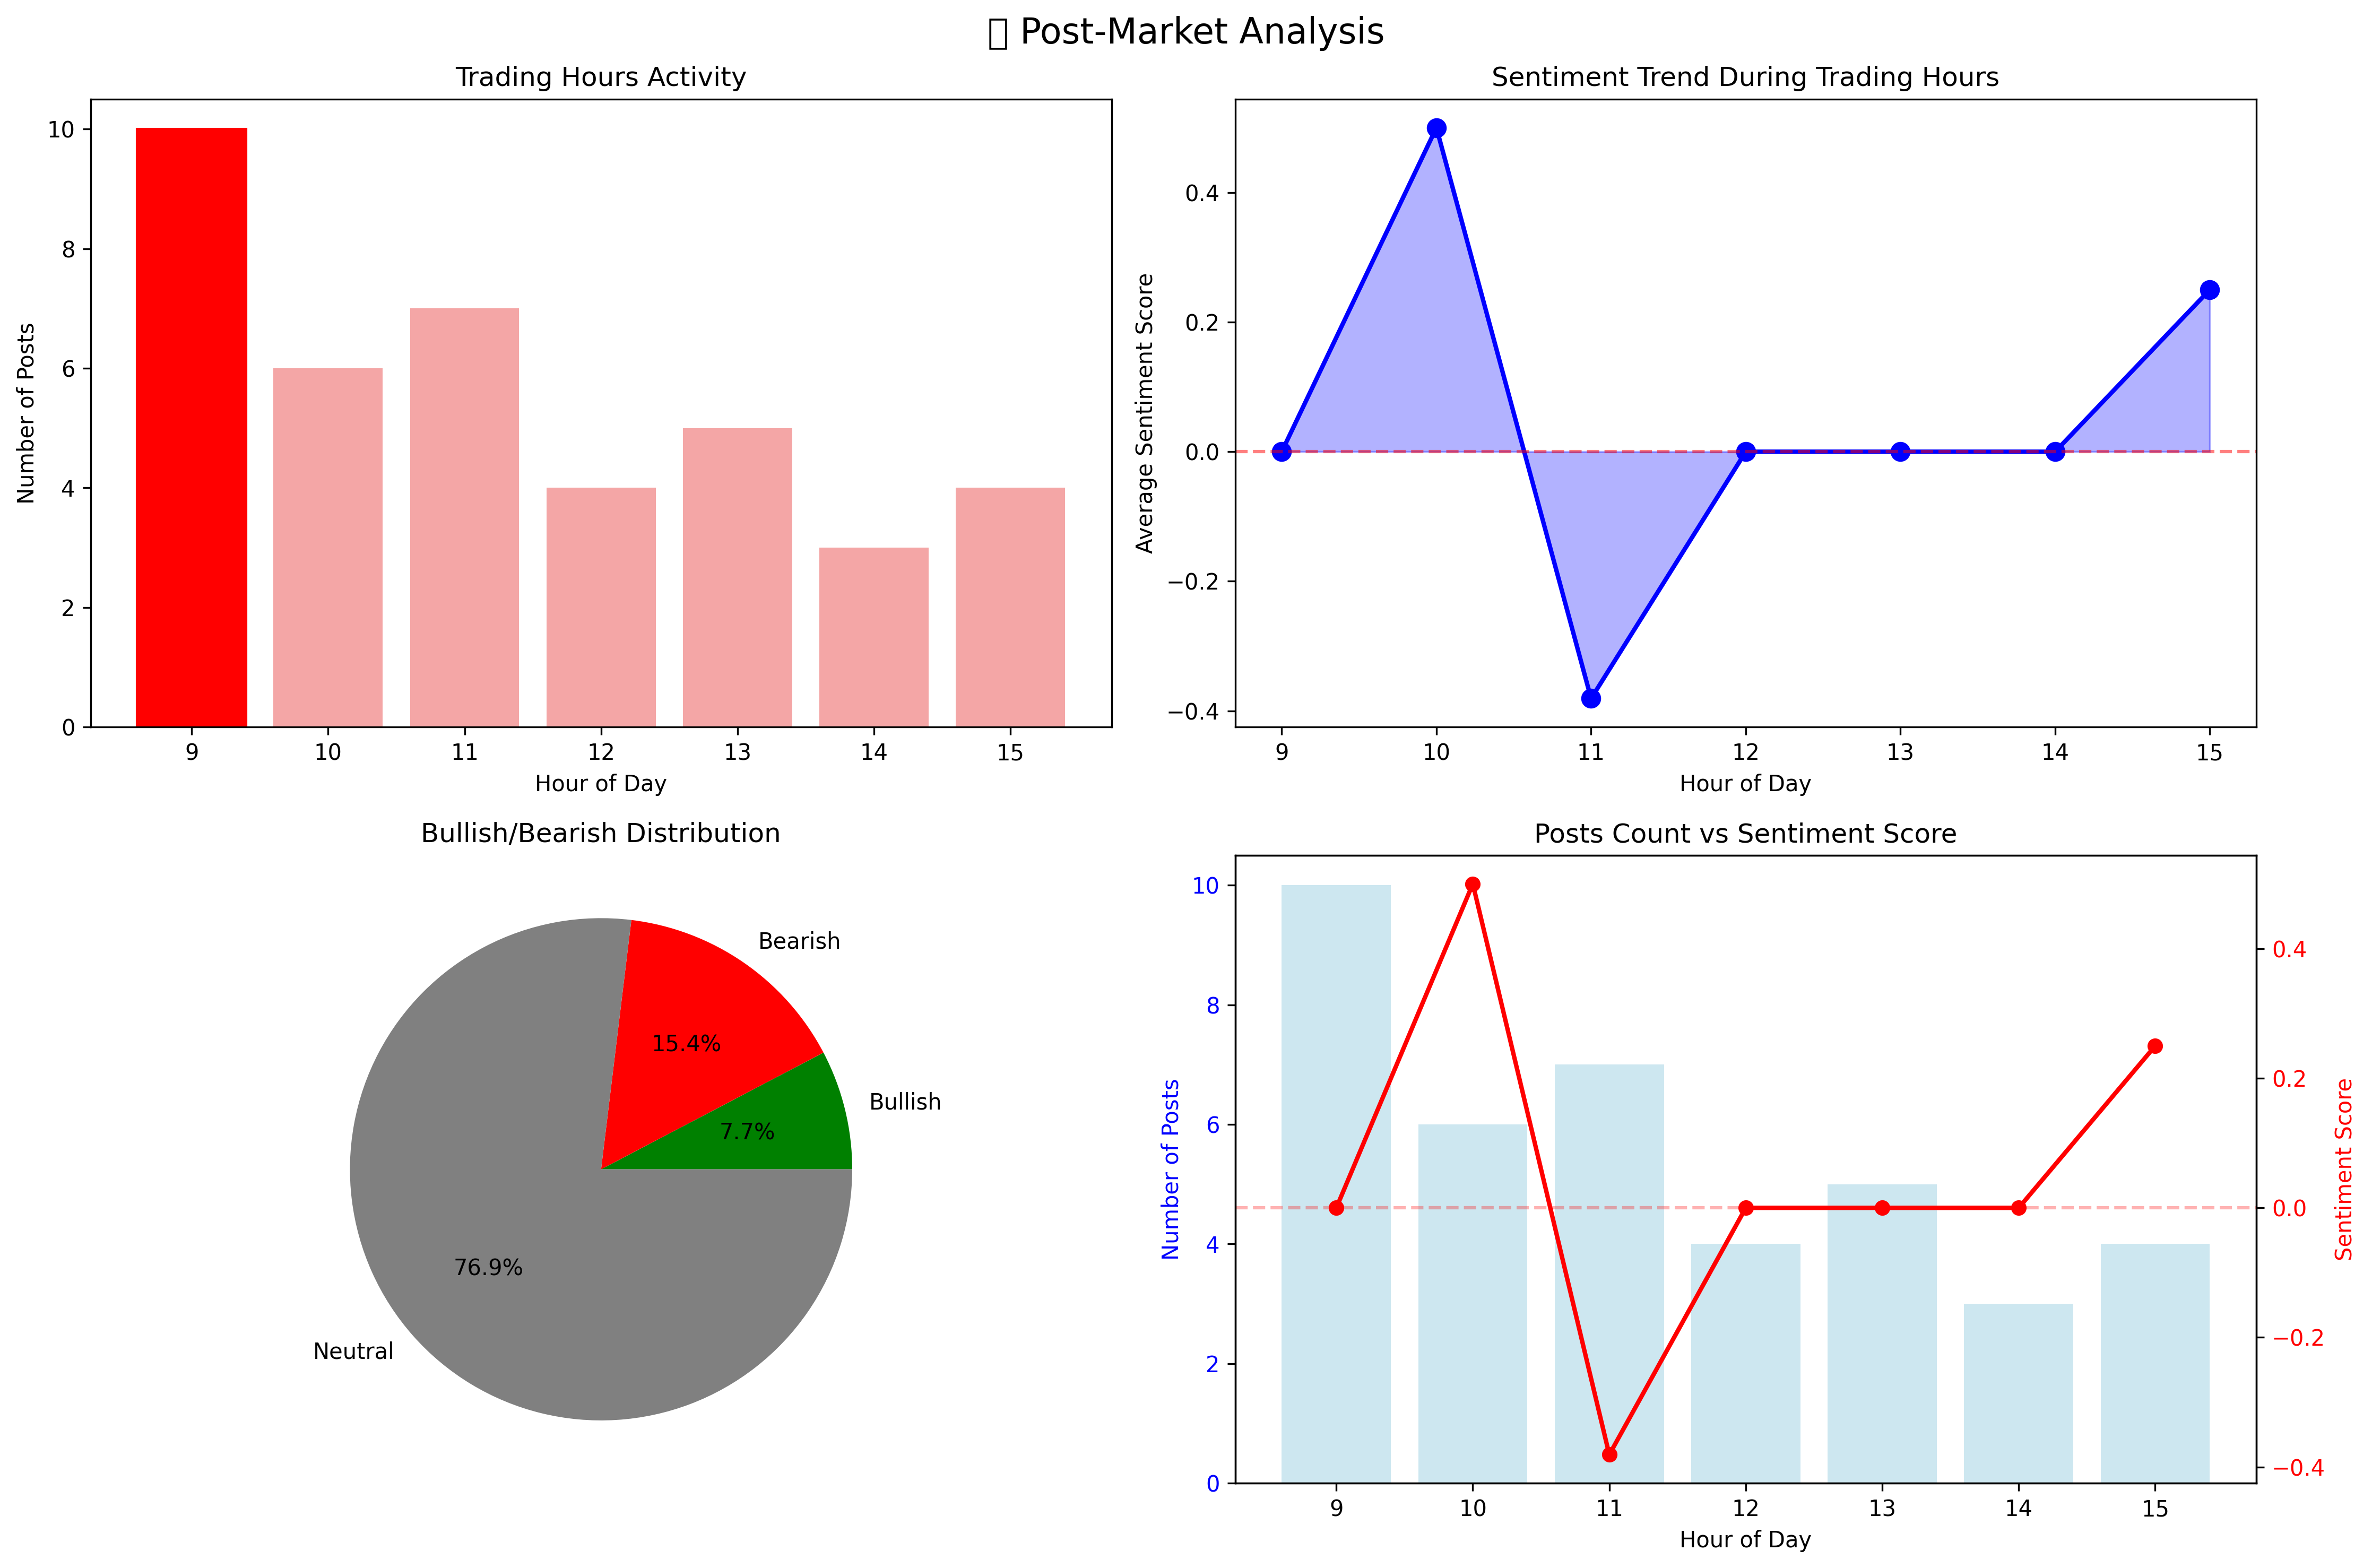 Post-Market Analysis
Trading Hours Activity
Number of Posts
10
8
6
4
2
0
9 10 11 12 13 14 15
Hour of Day
Sentiment Trend During Trading Hours
Average Sentiment Score
0.4
0.2
0.0
−0.2
−0.4
9 10 11 12 13 14 15
Hour of Day
Bullish/Bearish Distribution
Bearish
15.4%
Bullish
7.7%
76.9%
Neutral
Posts Count vs Sentiment Score
Number of Posts
10
8
6
4
2
0
0.4
0.2
0.0
−0.2
−0.4
Sentiment Score
9 10 11 12 13 14 15
Hour of Day